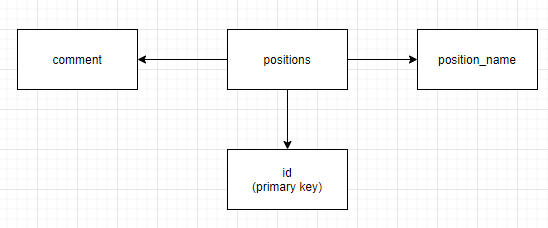 comment
positions
position_name
id
(primary key)